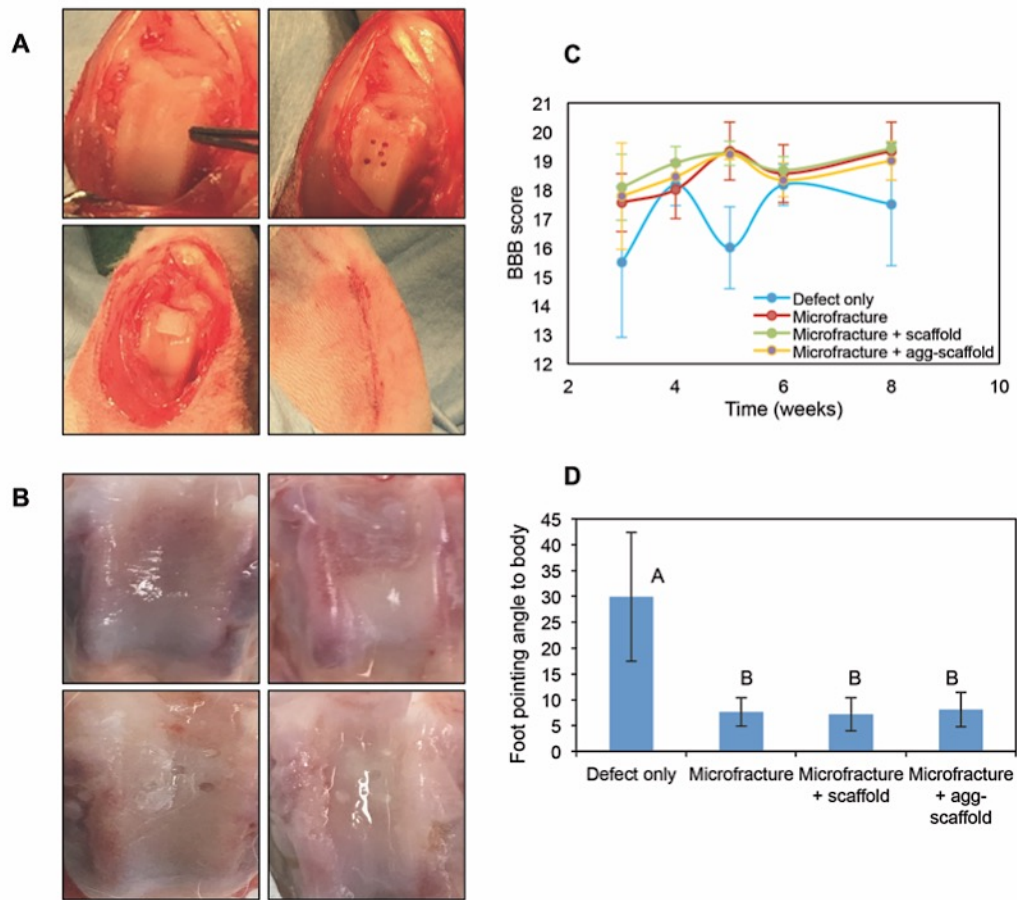 A
B
C
21
20
19
18
17
16
15
14
13
12
BBB score
Defect only
Microfracture
Microfracture + scaffold
Microfracture + agg-scaffold
2
4
6
8
10
Time (weeks)
D
45
40
35
30
25
20
15
10
5
0
Foot pointing angle to body
A
B
B
B
Defect only
Microfracture
Microfracture
+ scaffold
Microfracture
+ agg-
scaffold